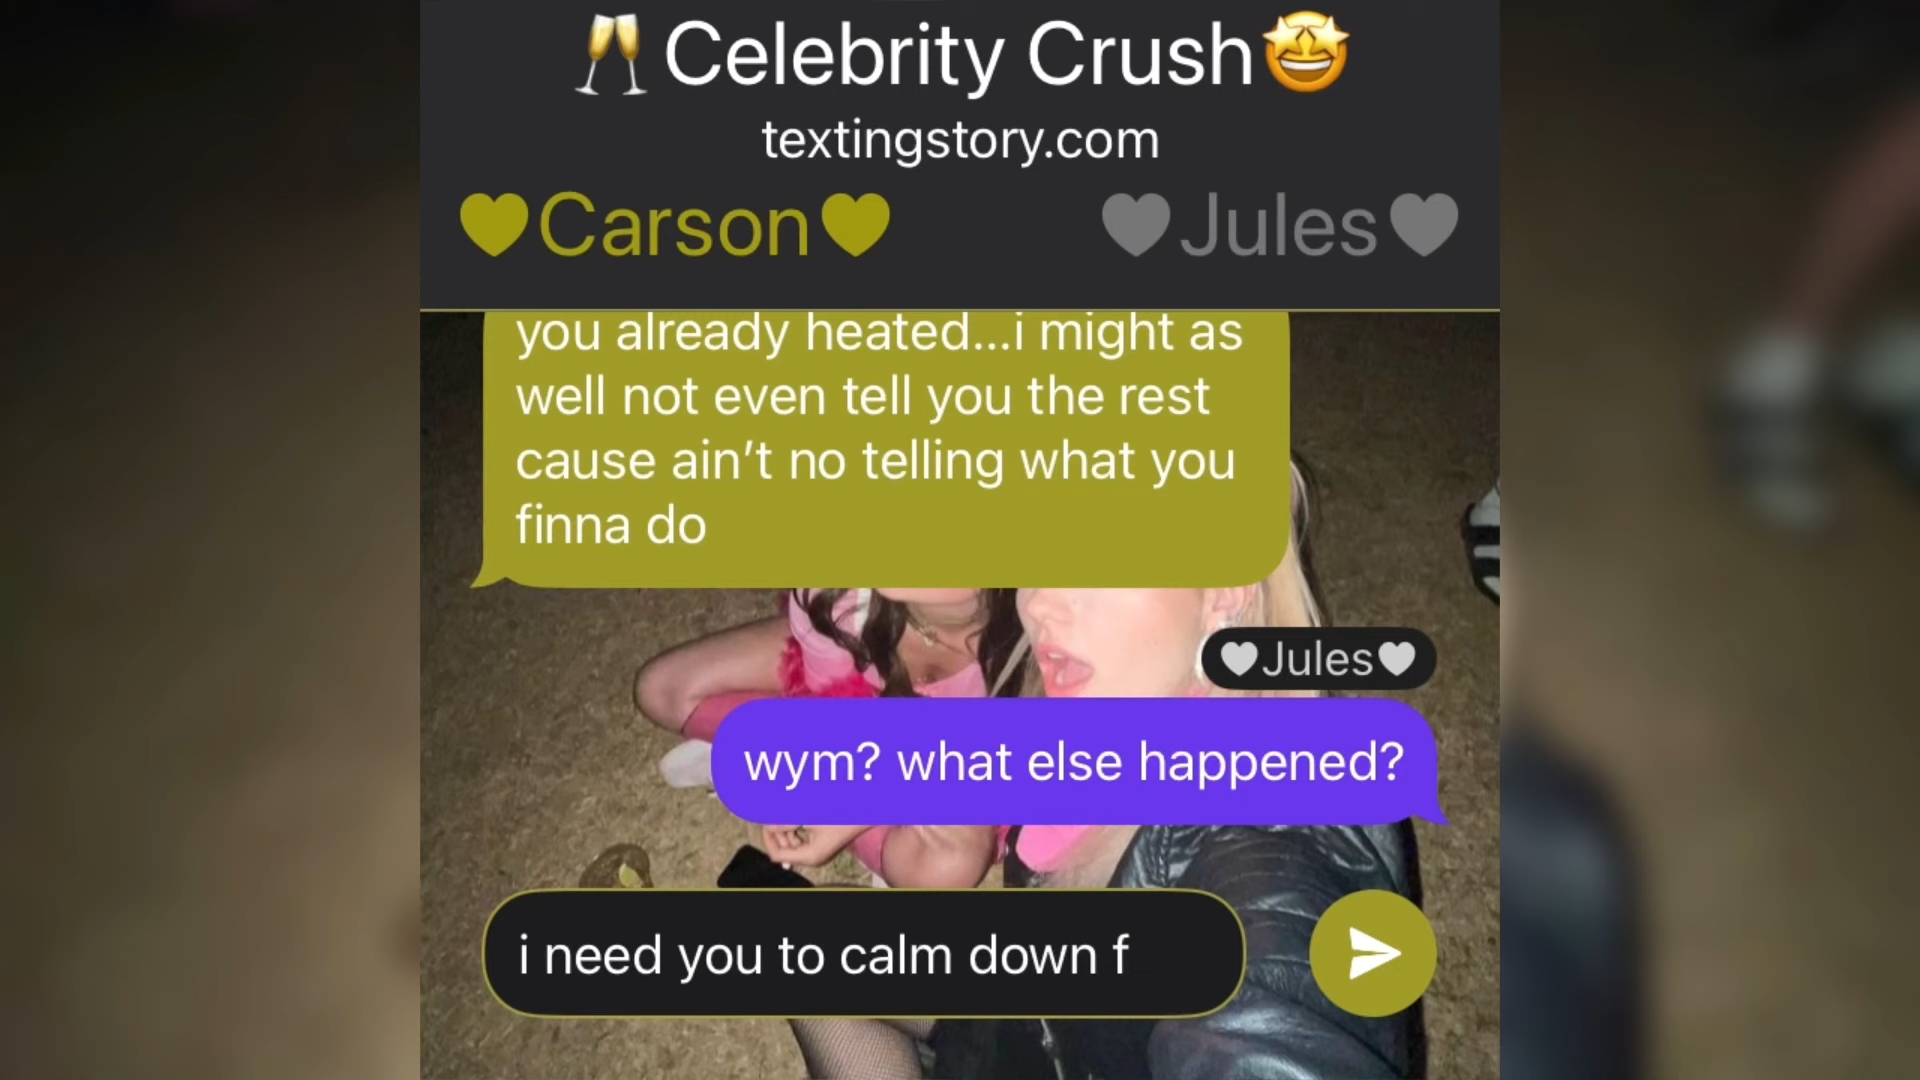 🥂Celebrity Crush🤩
textingstory.com
♥Carson♥ ♥Jules♥
you already heated...i might as
well not even tell you the rest
cause ain’t no telling what you
finna do
♥Jules♥
wym? what else happened?
i need you to calm down f